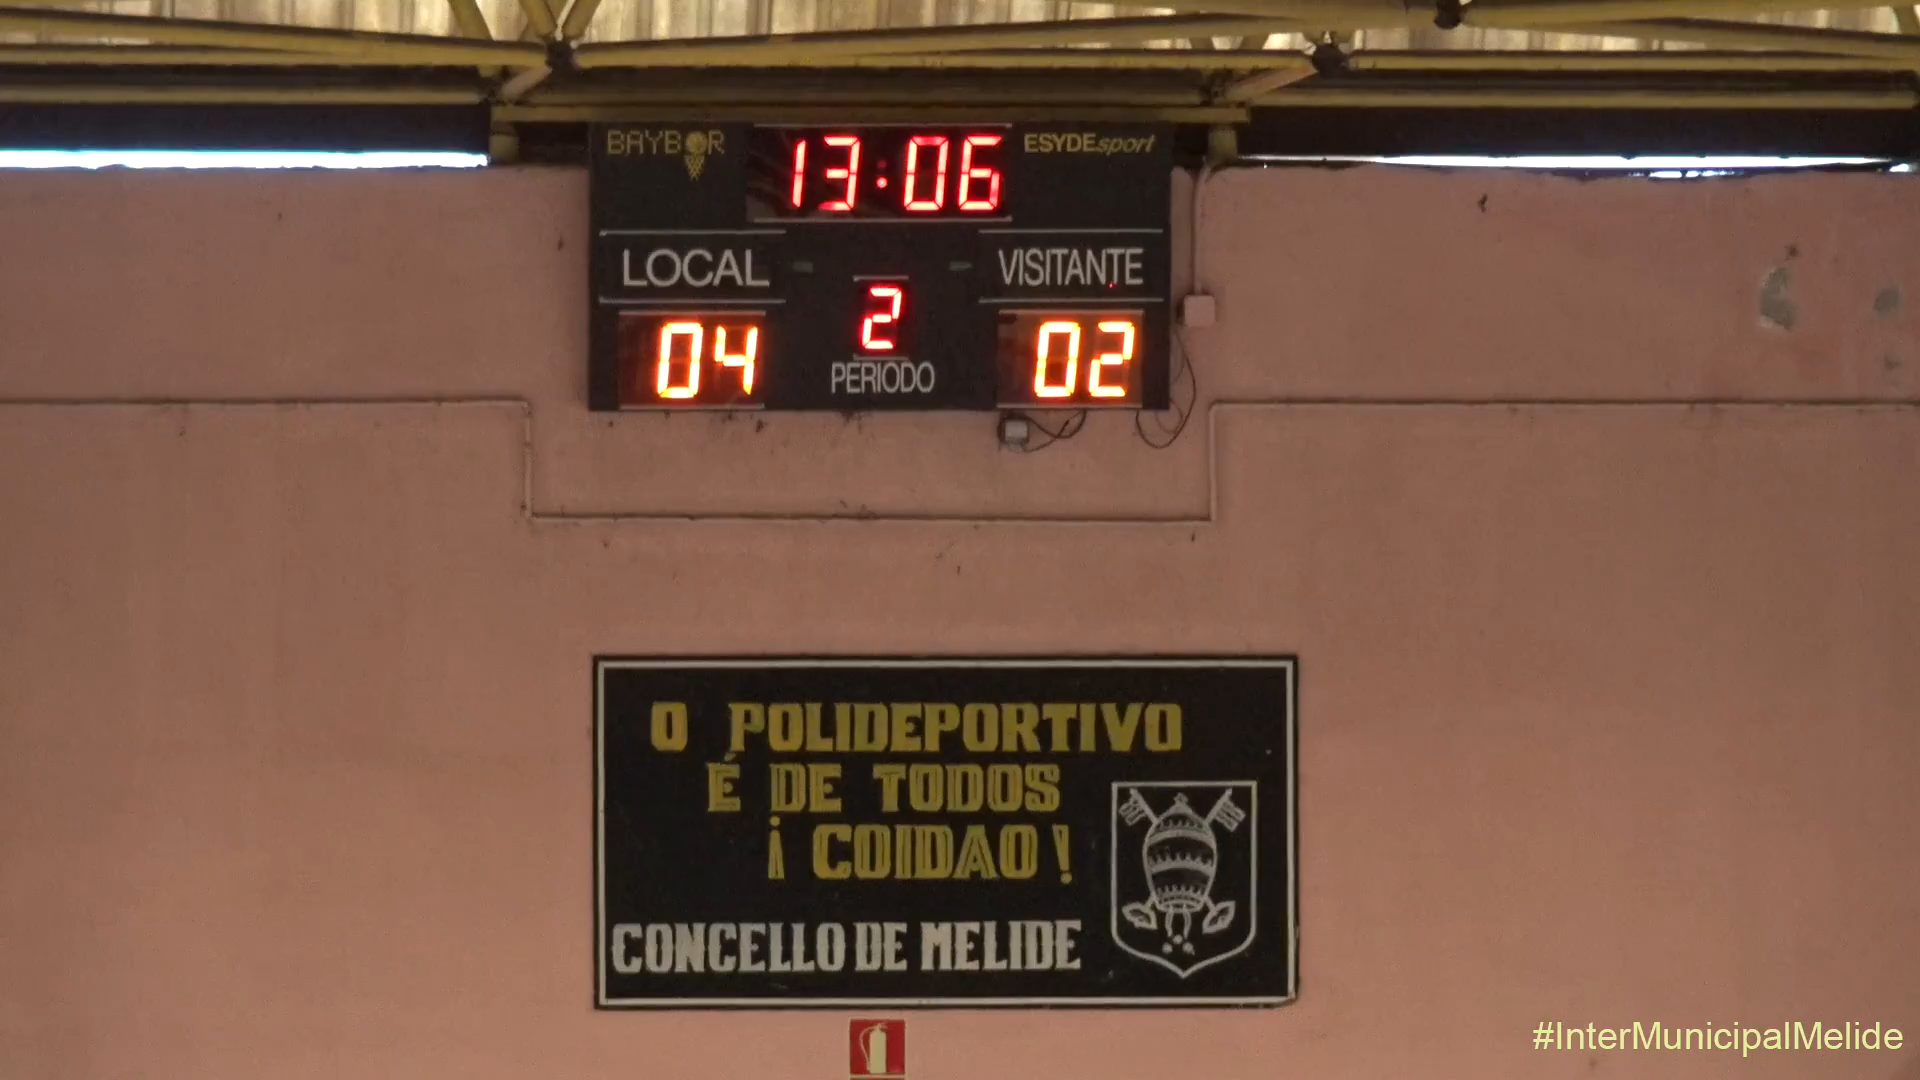 BAYBOR
13:06
ESYDEsport
LOCAL
VISITANTE
2
04
PERIODO
02
O POLIDEPORTIVO
É DE TODOS
¡ COIDAO !
CONCELLO DE MELIDE
#InterMunicipalMelide